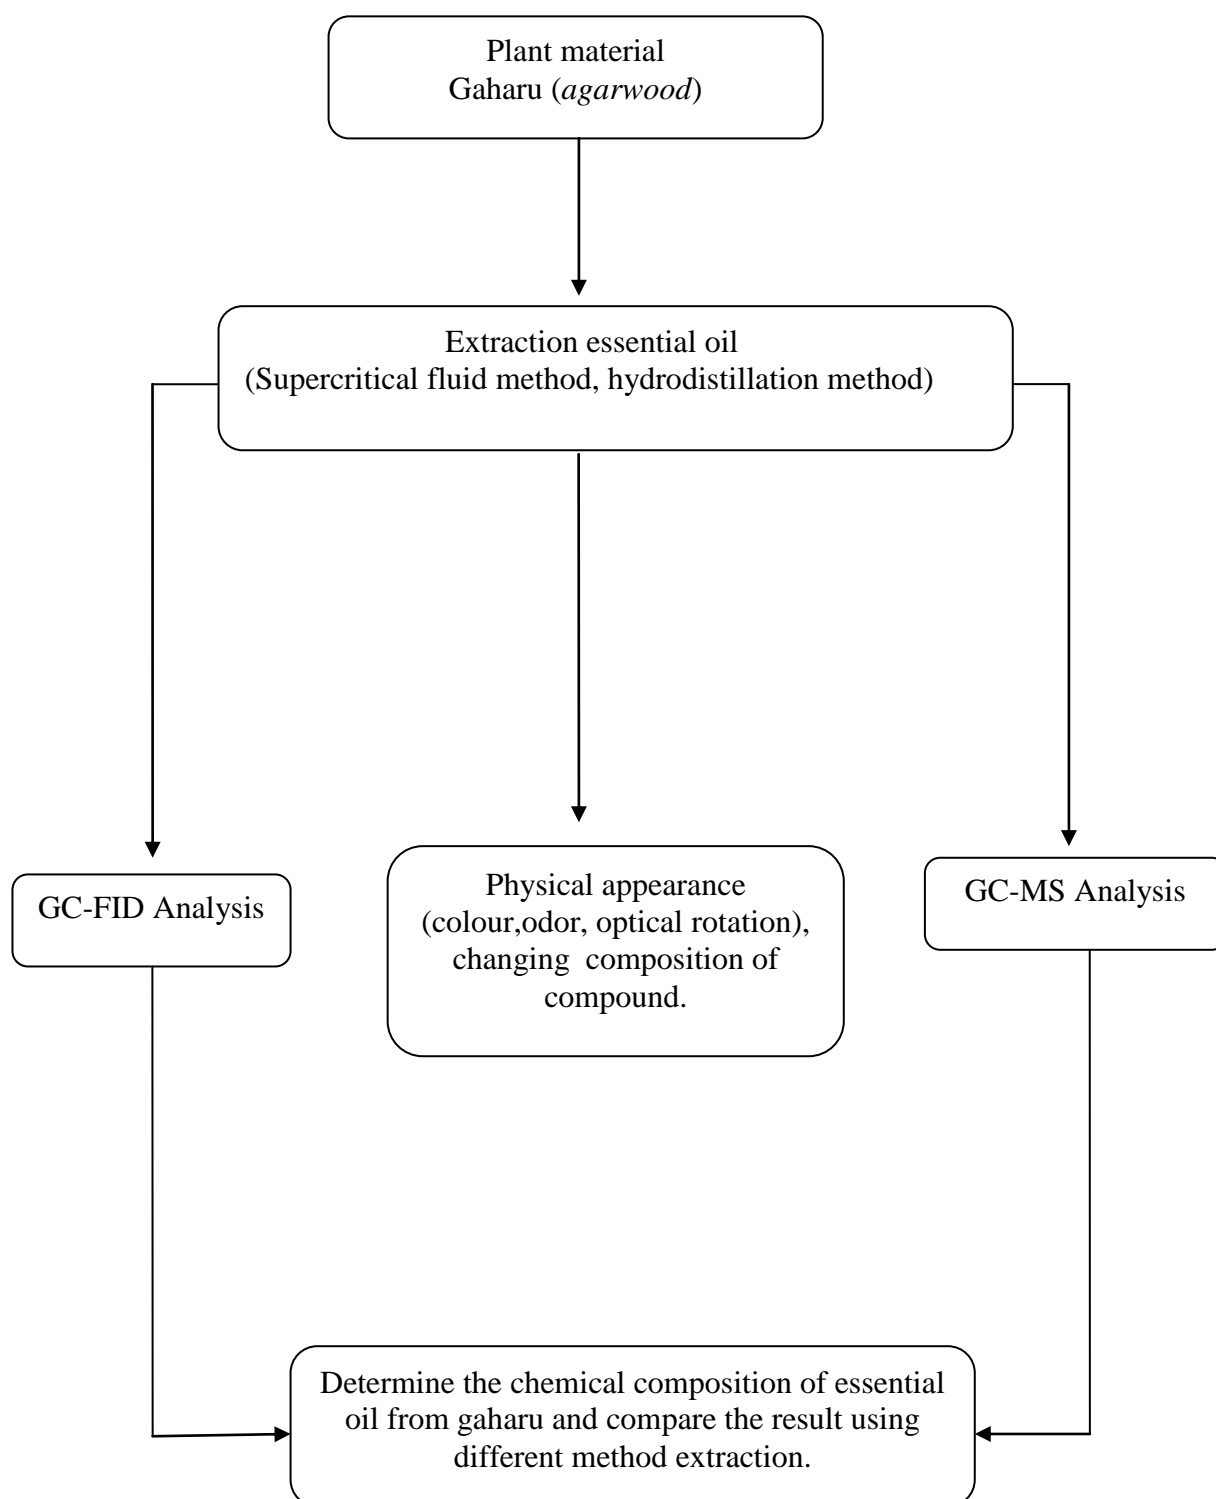 Plant material
Gaharu (agarwood)
Extraction essential oil
(Supercritical fluid method, hydrodistillation method)
GC-FID Analysis
Physical appearance
(colour,odor, optical rotation),
changing composition of
compound.
GC-MS Analysis
Determine the chemical composition of essential
oil from gaharu and compare the result using
different method extraction.